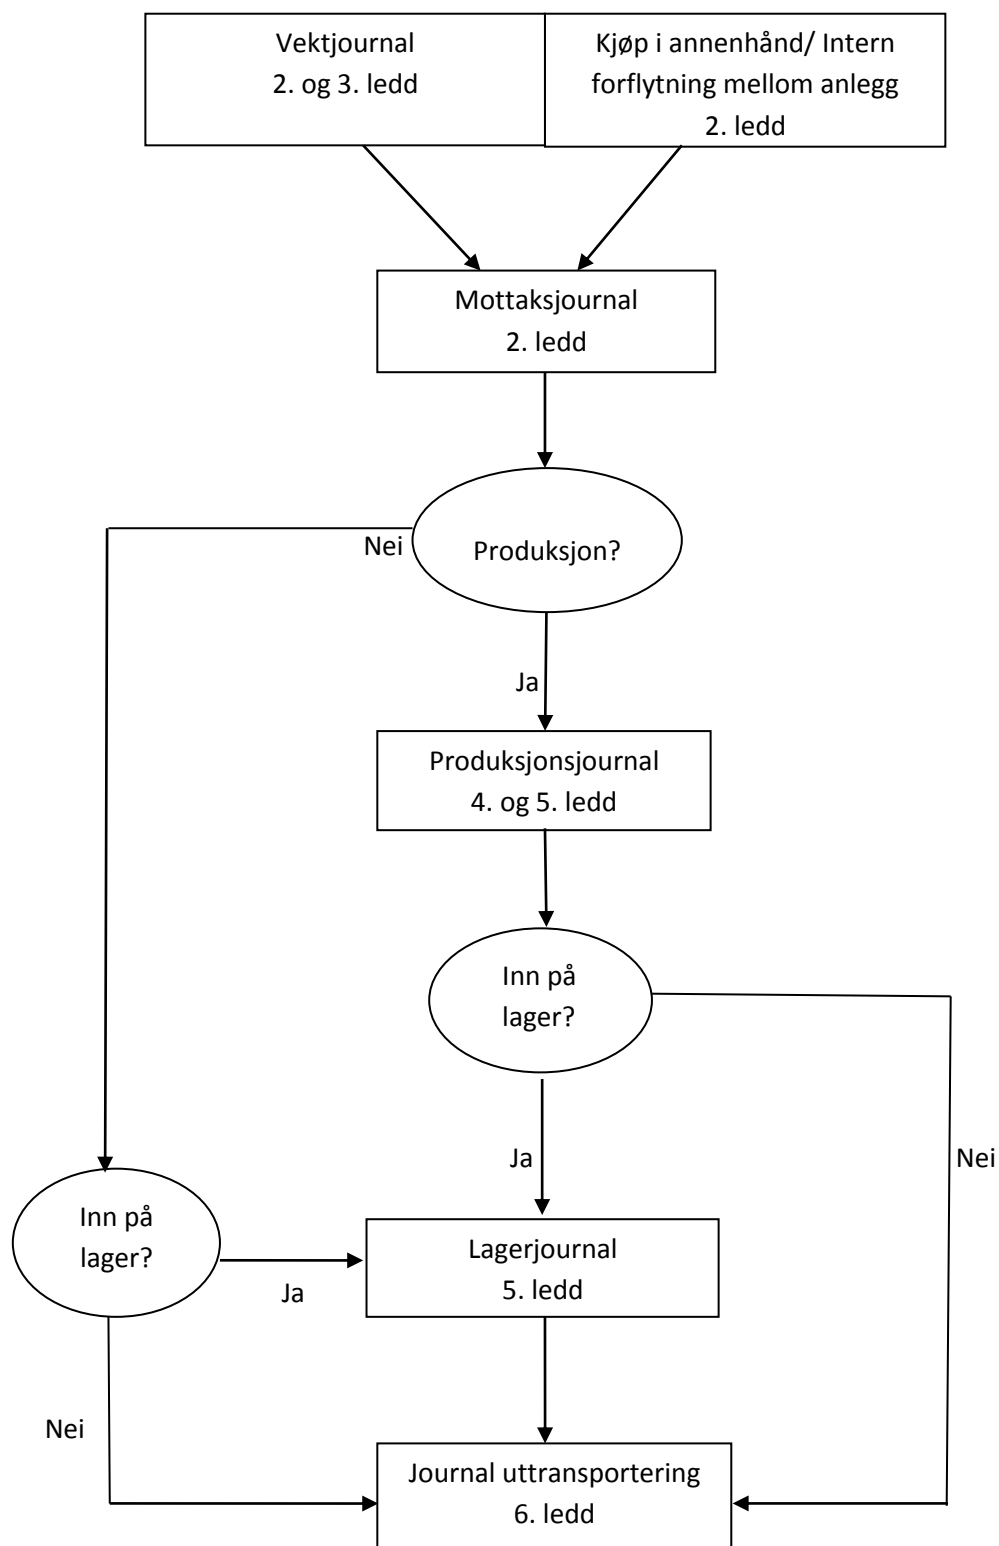 Vektjournal
2. og 3. ledd
Kjøp i annenhånd/ Intern
forflytning mellom anlegg
2. ledd
Mottaksjournal
2. ledd
Nei
Produksjon?
Ja
Produksjonsjournal
4. og 5. ledd
Inn på
lager?
Ja
Nei
Inn på
lager?
Ja
Lagerjournal
5. ledd
Nei
Journal uttransportering
6. ledd